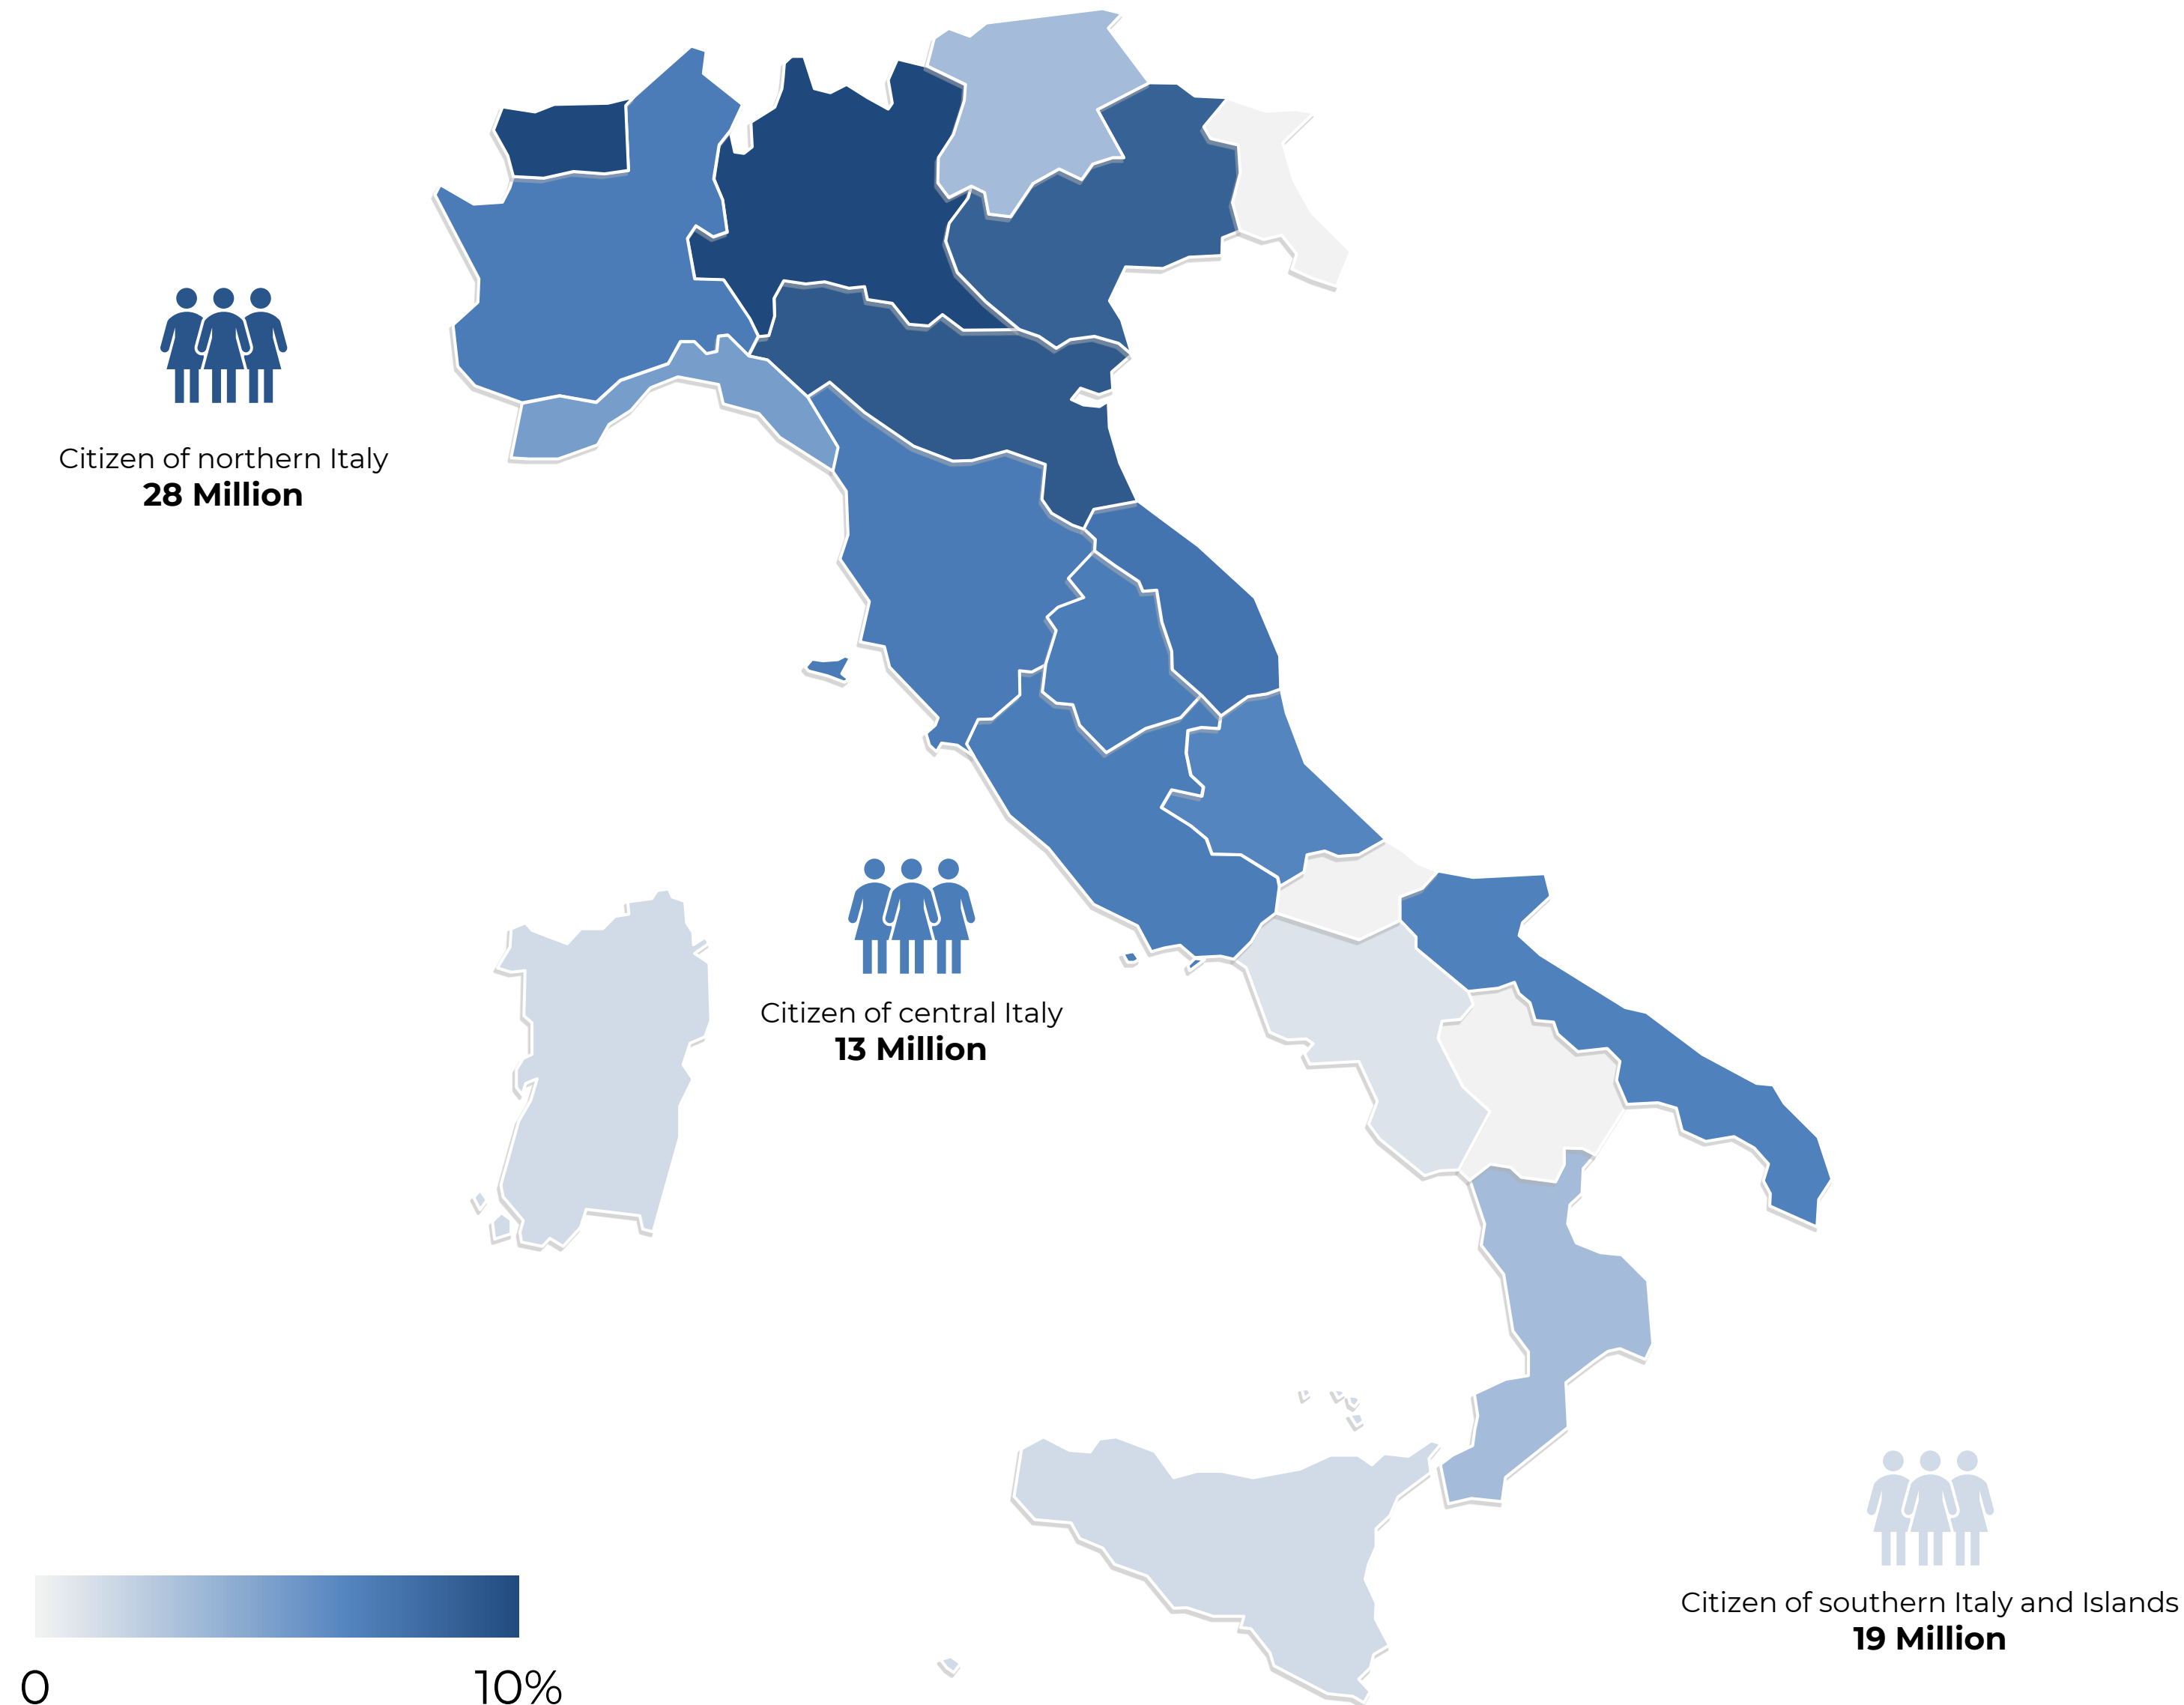 Citizen of northern Italy
28 Million
Citizen of central Italy
13 Million
Citizen of southern Italy and Islands
19 Million
0
10%